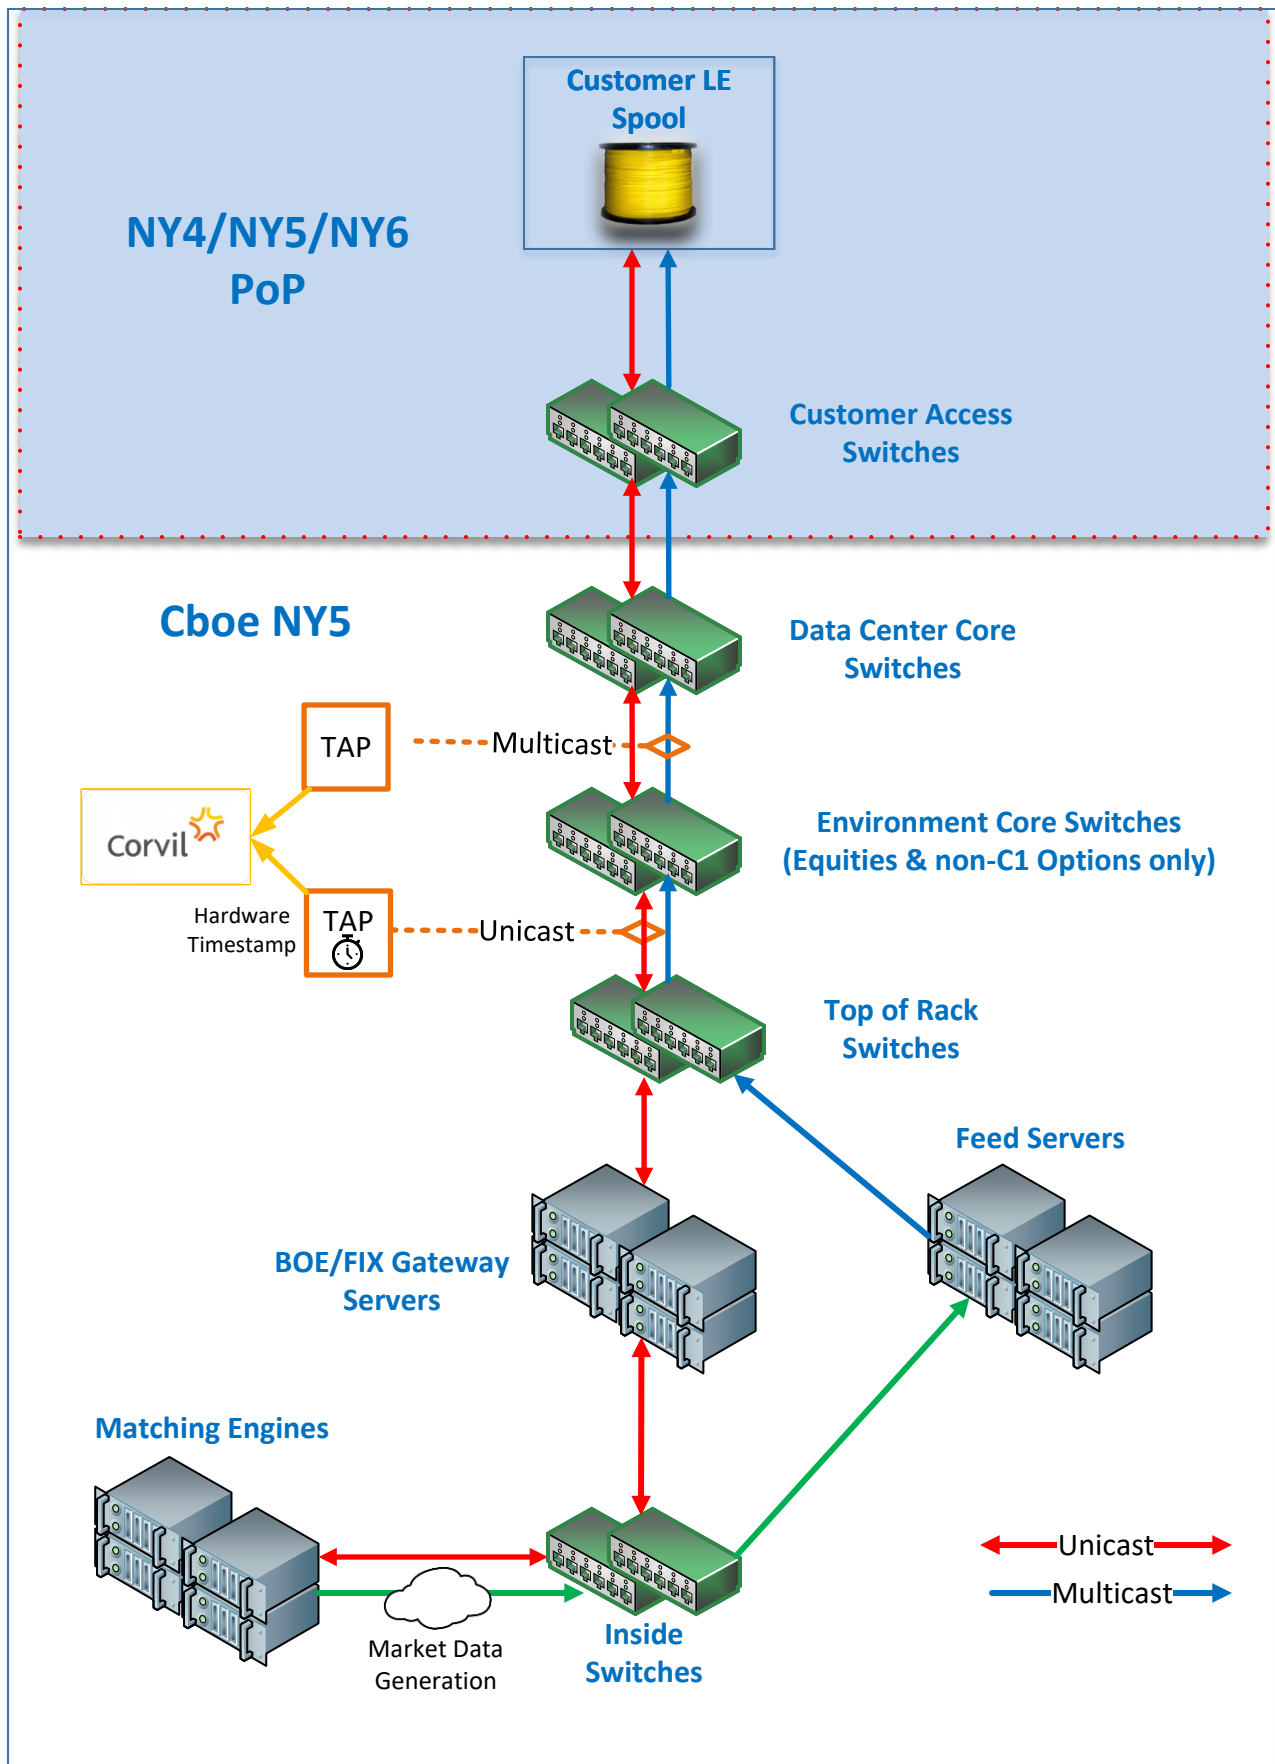 Customer LE
Spool
NY4/NY5/NY6
PoP
Customer Access
Switches
Cboe NY5
Data Center Core
Switches
TAP
Multicast
Corvil
Environment Core Switches
(Equities & non-C1 Options only)
Hardware
Timestamp
TAP
Unicast
Top of Rack
Switches
Feed Servers
BOE/FIX Gateway
Servers
Matching Engines
Unicast
Multicast
Market Data
Generation
Inside
Switches